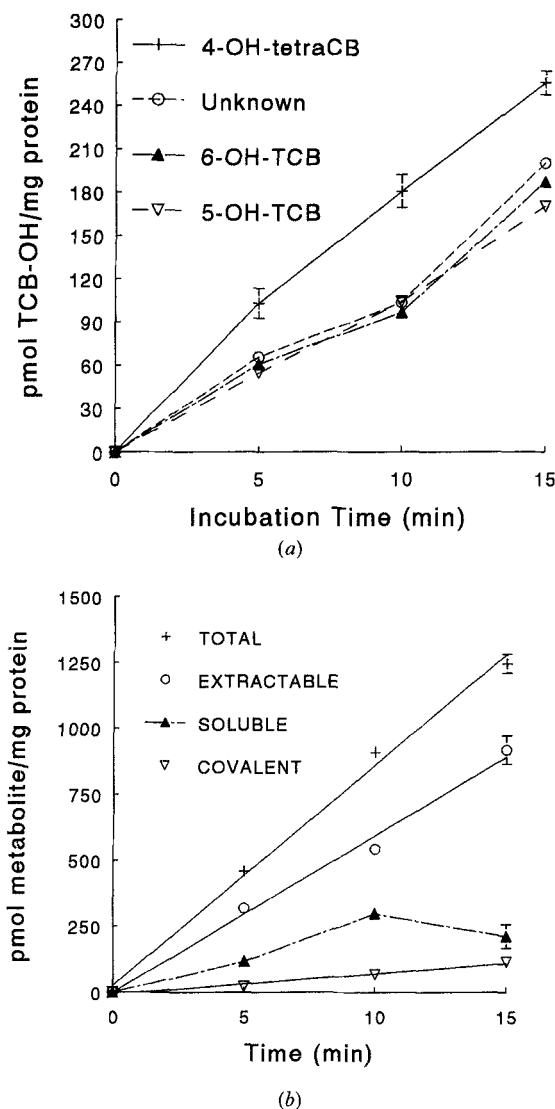 300
270
240
210
180
150
120
90
60
30
0
pmol TCB-OH/mg protein
4-OH-tetraCB
Unknown
6-OH-TCB
5-OH-TCB
0 5 10 15
Incubation Time (min)
(a)
1500
1250
1000
750
500
250
0
pmol metabolite/mg protein
TOTAL
EXTRACTABLE
SOLUBLE
COVALENT
0 5 10 15
Time (min)
(b)